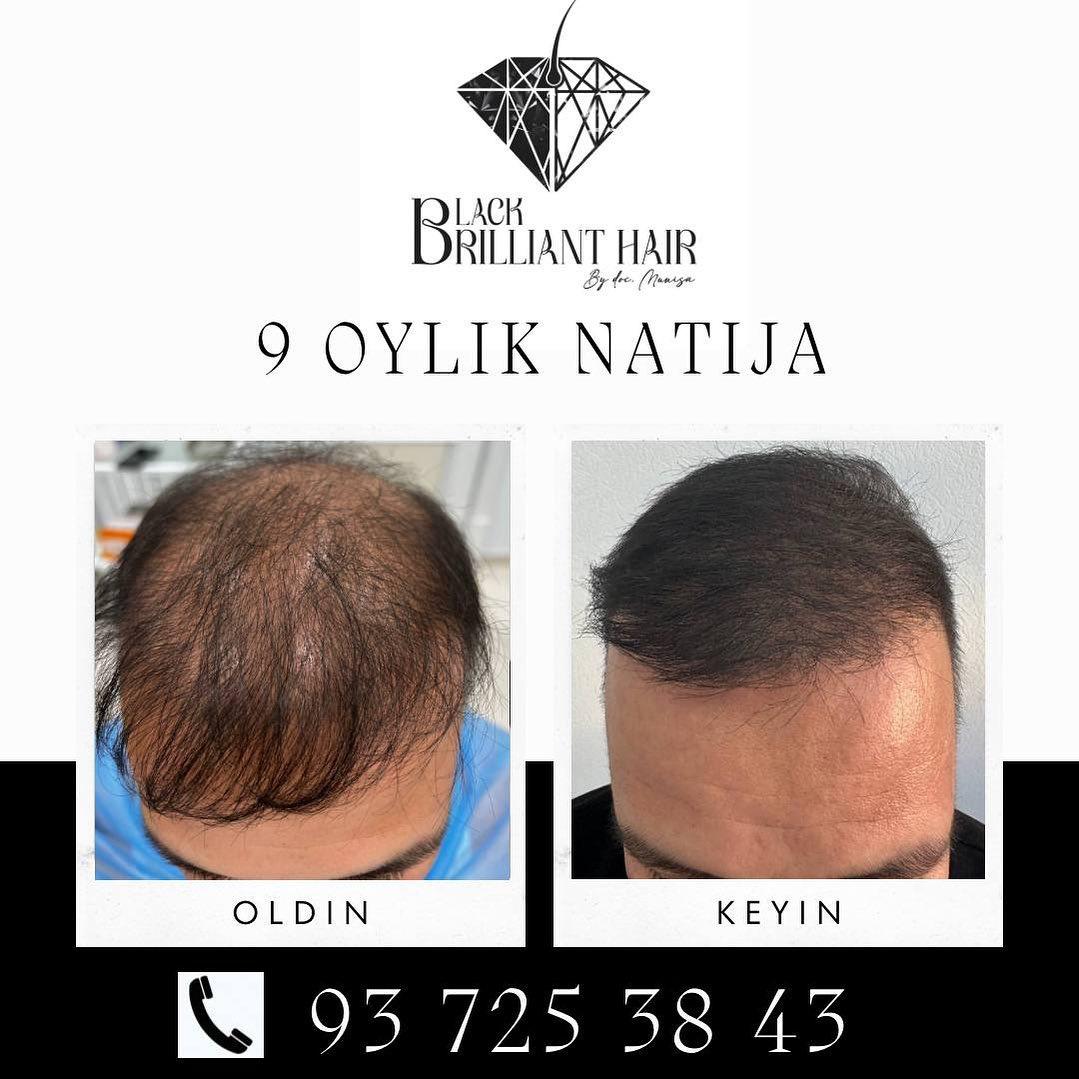 BLACK
BRILLIANT HAIR
By doc. Munisa
9 OYLIK NATIJA
OLDIN
KEYIN
93 725 38 43